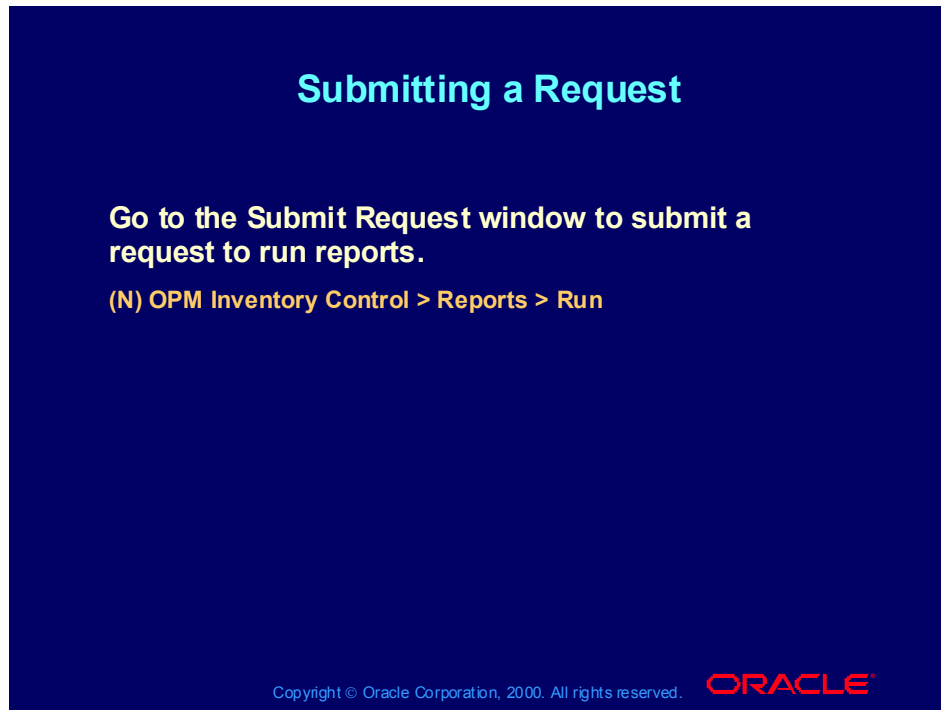 Submitting a Request
Go to the Submit Request window to submit a
request to run reports.
(N) OPM Inventory Control > Reports > Run
Copyright © Oracle Corporation, 2000. All rights reserved.
ORACLE®